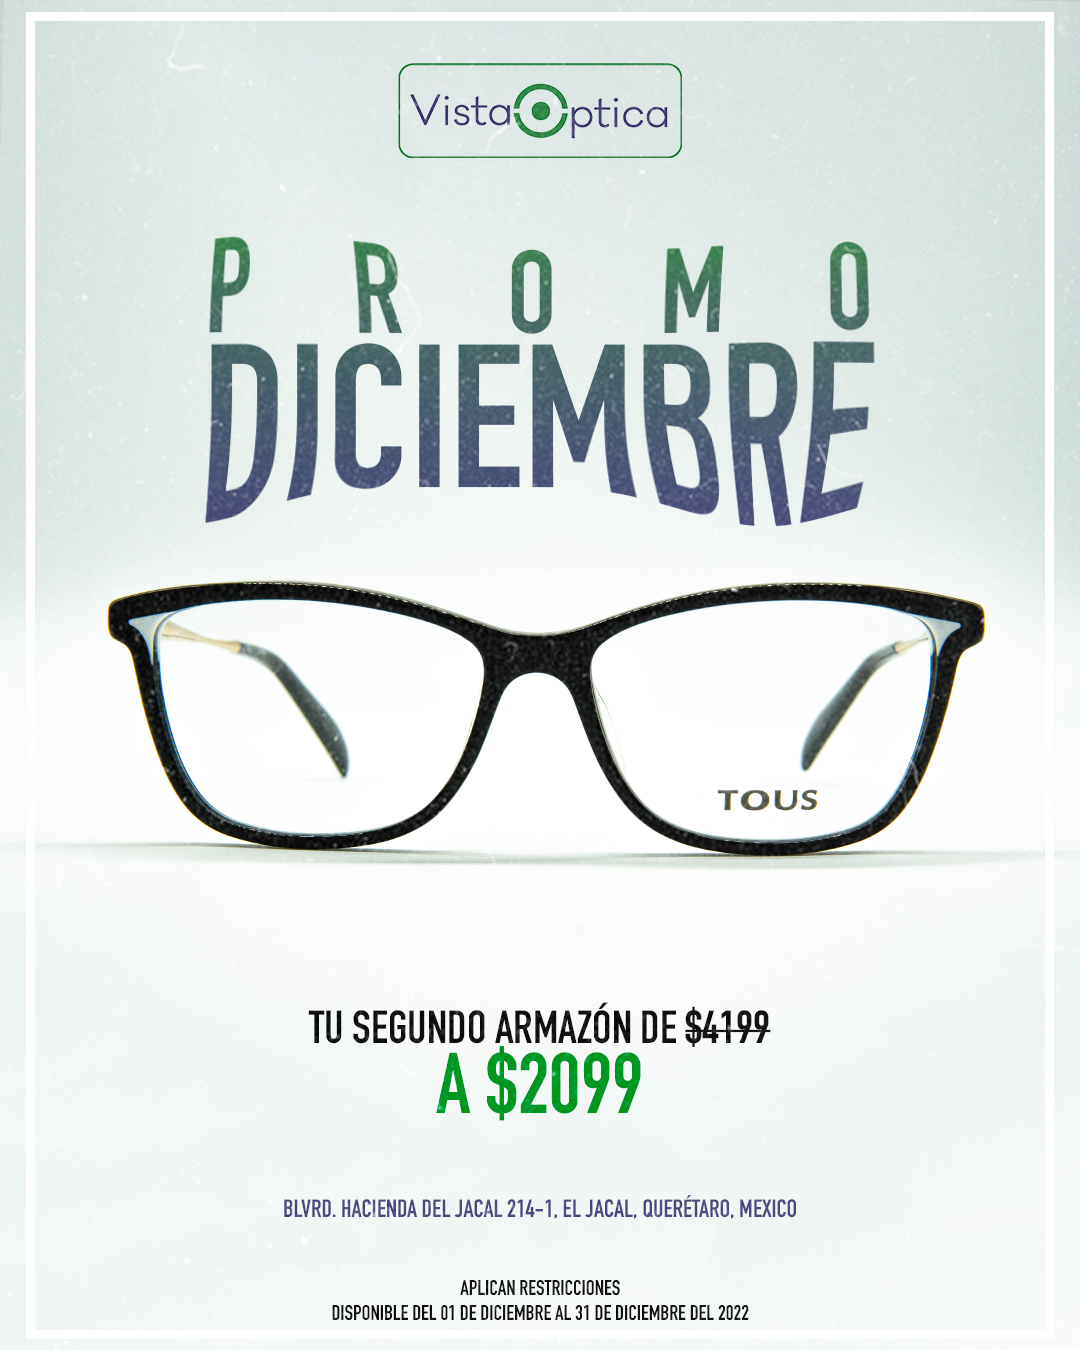 VistaOptica
PROMO
DICIEMBRE
TOUS
TU SEGUNDO ARMAZÓN DE $4199
A $2099
BLVRD. HACIENDA DEL JACAL 214-1, EL JACAL, QUERÉTARO, MEXICO
APLICAN RESTRICCIONES
DISPONIBLE DEL 01 DE DICIEMBRE AL 31 DE DICIEMBRE DEL 2022